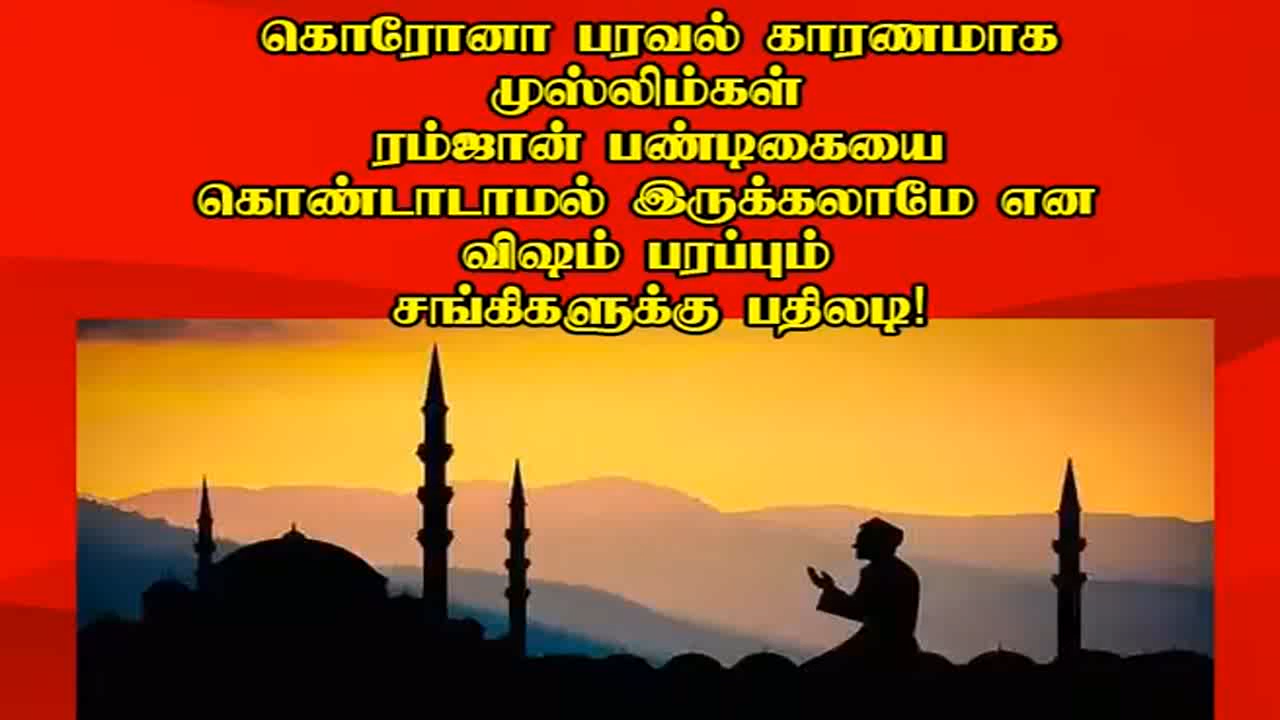 கொரோனா பரவல் காரணமாக
முஸ்லிம்கள்
ரம்ஜான் பண்டிகையை
கொண்டாடாமல் இருக்கலாமே என
விஷம் பரப்பும்
சங்கிகளுக்கு பதிலடி!